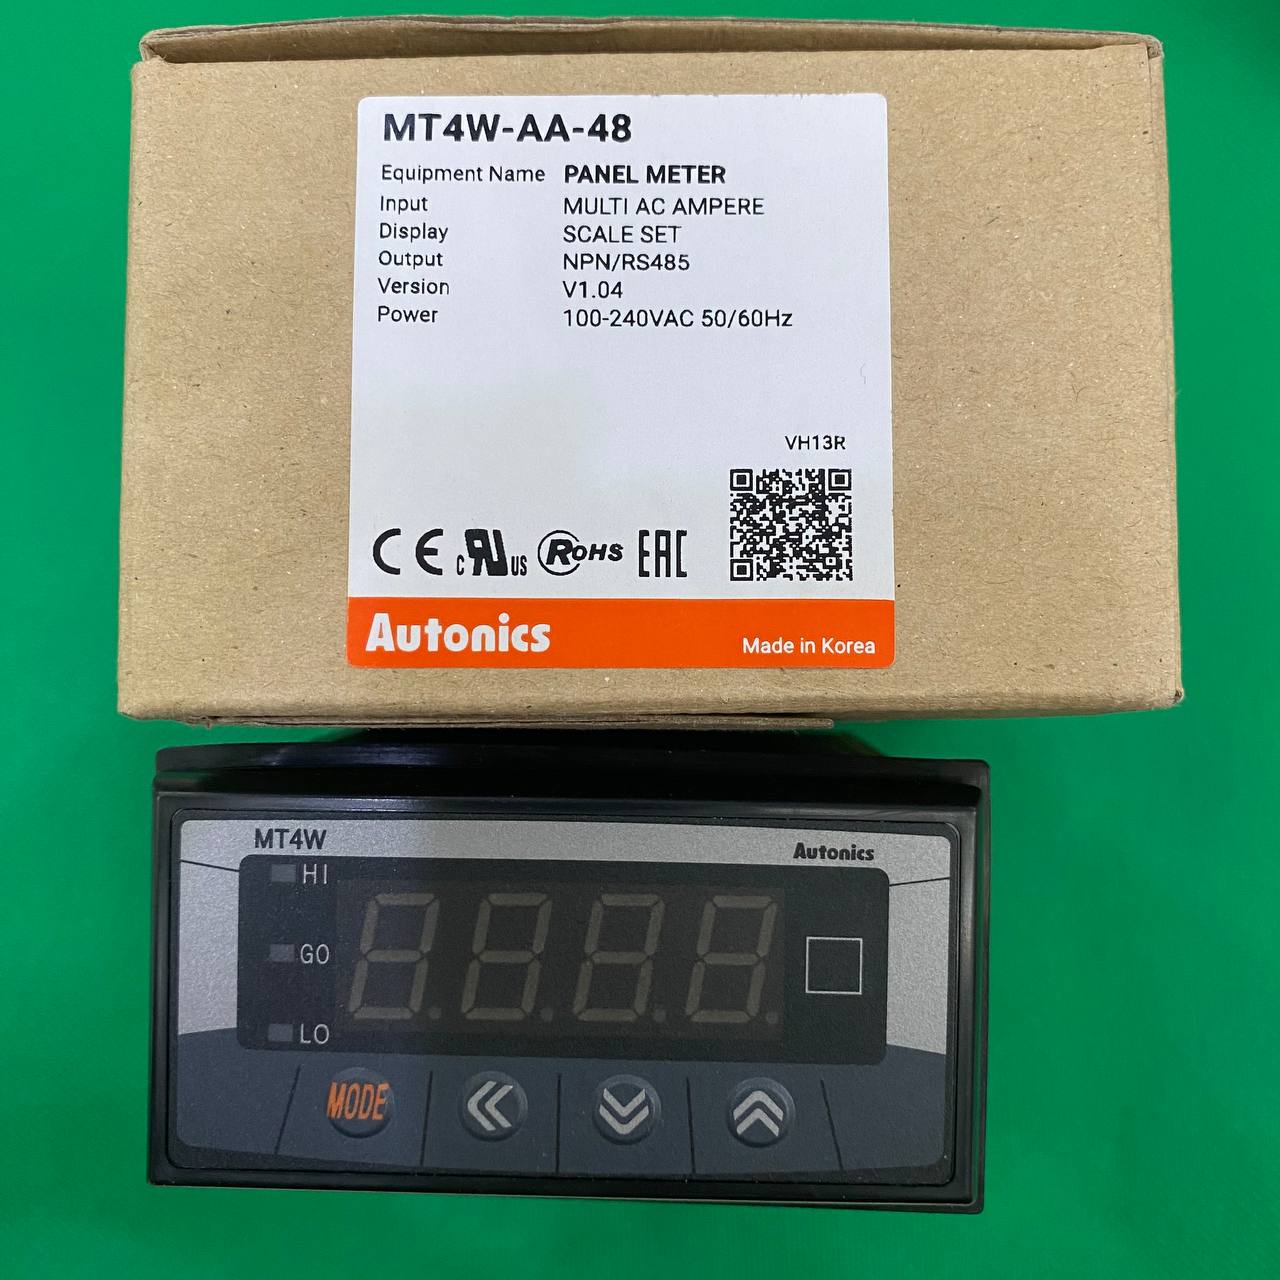 MT4W-AA-48
Equipment Name PANEL METER
Input MULTI AC AMPERE
Display SCALE SET
Output NPN/RS485
Version V1.04
Power 100-240VAC 50/60Hz
VH13R
CE c RU US RoHS EAC
Autonics Made in Korea
MT4W Autonics
HI
GO
LO
MODE